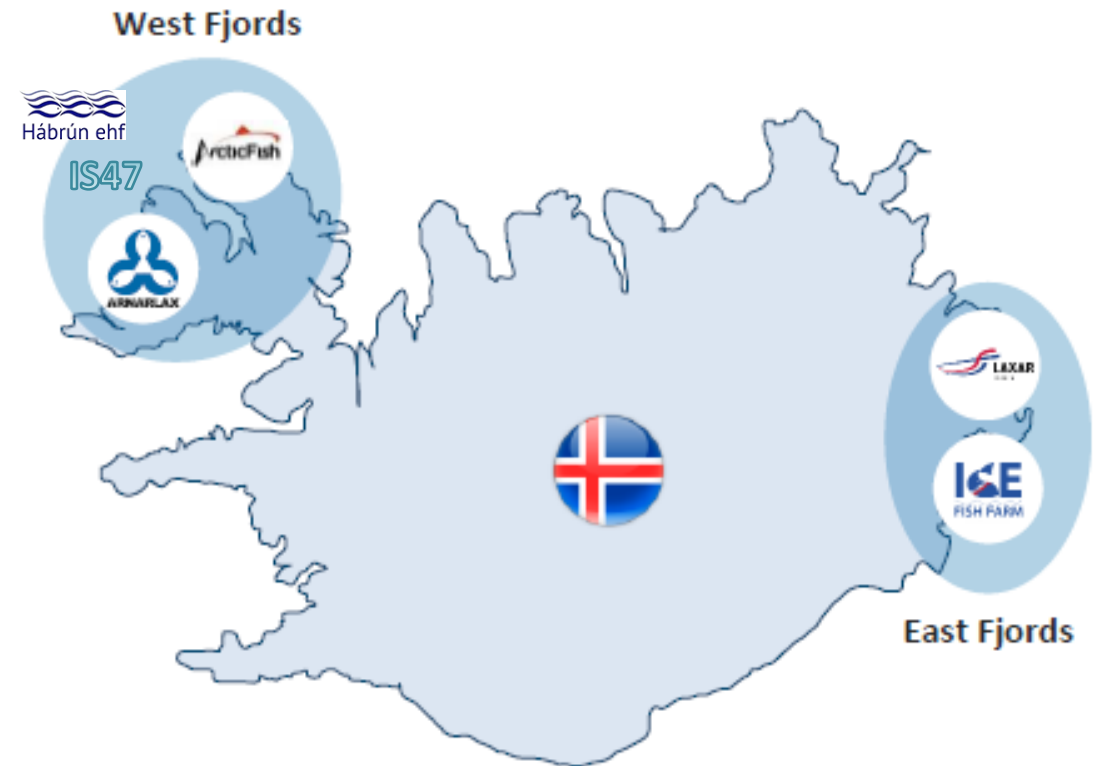 West Fjords
Hábrún ehf
ArcticFish
IS47
ARNARLAX
LAXAR
ICE
FISH FARM
East Fjords